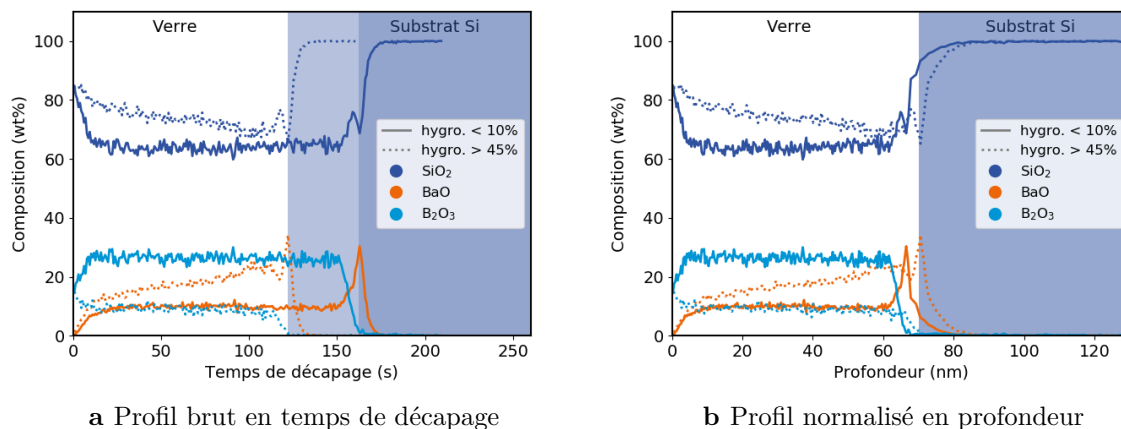 Verre
Substrat Si
100
80
60
40
20
0
Composition (wt%)
hygro. < 10%
hygro. > 45%
SiO₂
BaO
B₂O₃
0
50
100
150
200
250
Temps de décapage (s)
a Profil brut en temps de décapage
Verre
Substrat Si
100
80
60
40
20
0
Composition (wt%)
hygro. < 10%
hygro. > 45%
SiO₂
BaO
B₂O₃
0
20
40
60
80
100
120
Profondeur (nm)
b Profil normalisé en profondeur